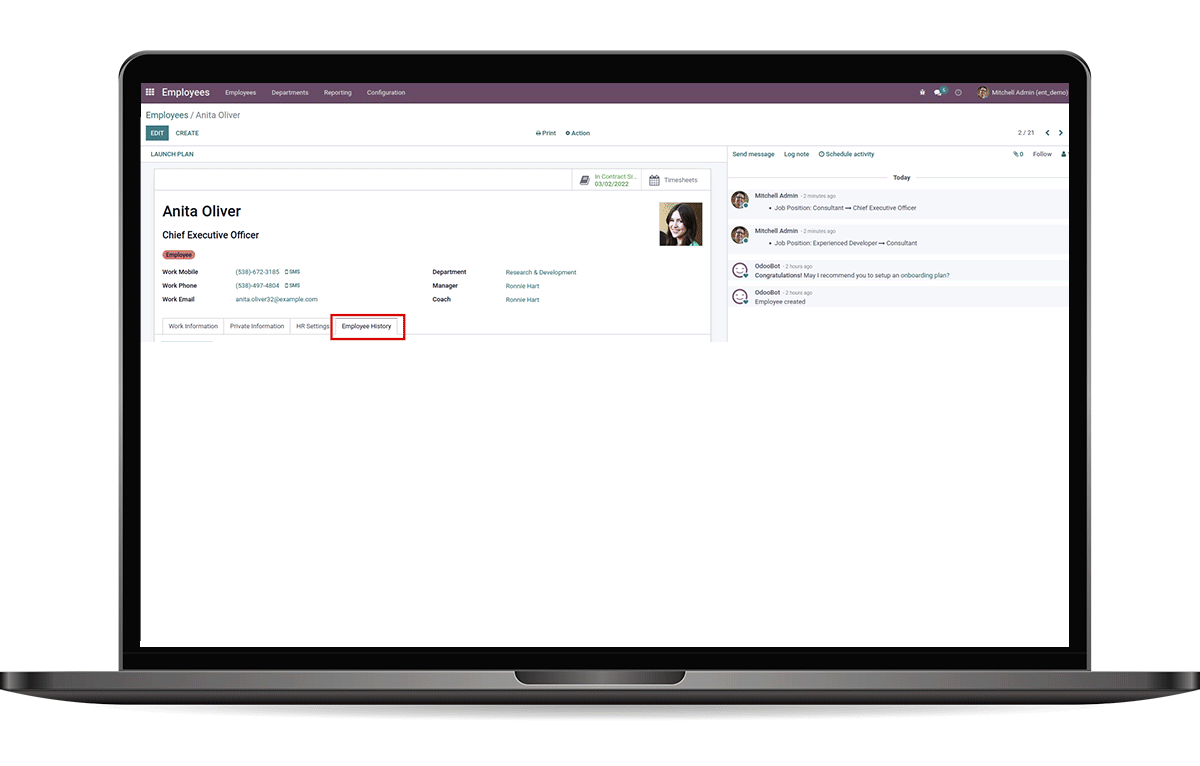 Employees Employees Departments Reporting Configuration 5 Mitchell Admin (ent_demo)
Employees / Anita Oliver
EDIT CREATE Print Action 2 / 21
LAUNCH PLAN
In Contract Si...
03/02/2022
Timesheets
Anita Oliver
Chief Executive Officer
Employee
Work Mobile (538)-672-3185 SMS Department Research & Development
Work Phone (538)-497-4804 SMS Manager Ronnie Hart
Work Email anita.oliver32@example.com Coach Ronnie Hart
Work Information Private Information HR Settings Employee History
Send message Log note Schedule activity 0 Follow
Today
Mitchell Admin - 2 minutes ago
• Job Position: Consultant → Chief Executive Officer
Mitchell Admin - 2 minutes ago
• Job Position: Experienced Developer → Consultant
OdooBot - 2 hours ago
Congratulations! May I recommend you to setup an onboarding plan?
OdooBot - 2 hours ago
Employee created